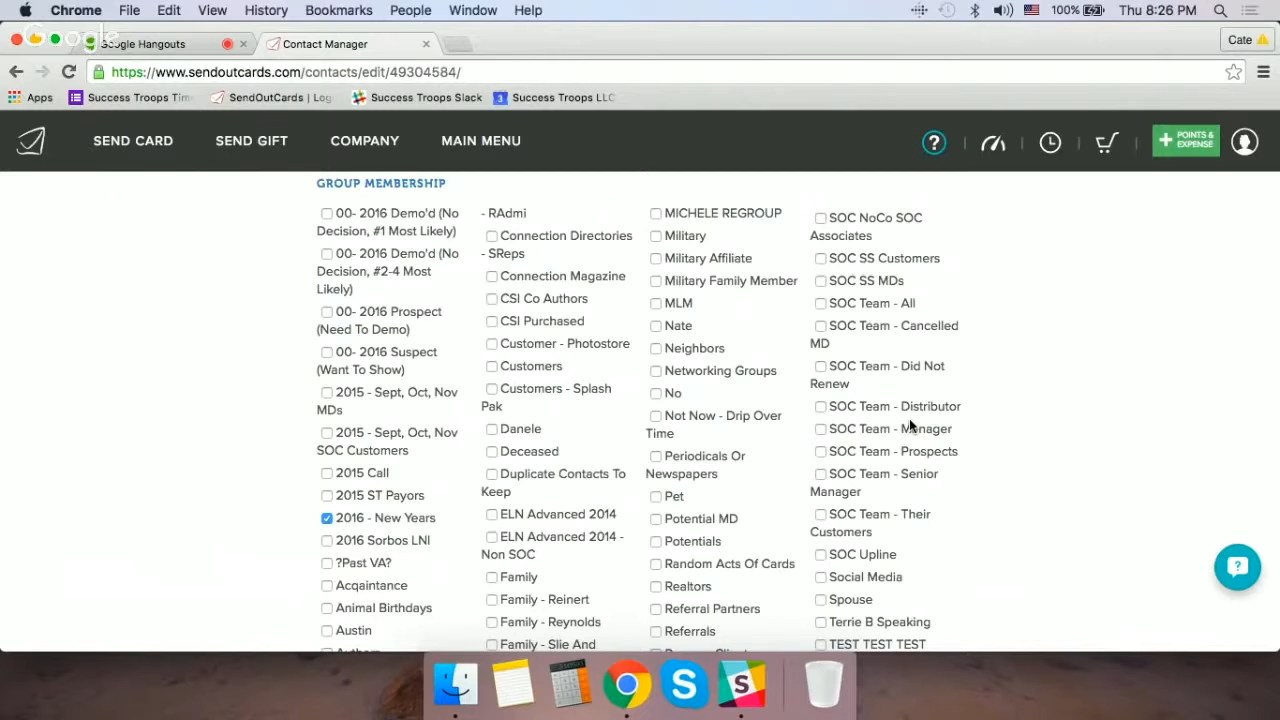 Chrome File Edit View History Bookmarks People Window Help 100% Thu 8:26 PM
Google Hangouts Contact Manager Cate
https://www.sendoutcards.com/contacts/edit/49304584/
Apps Success Troops Tim SendOutCards | Log Success Troops Slack 3 Success Troops LLC
SEND CARD SEND GIFT COMPANY MAIN MENU ? + POINTS & EXPENSE
GROUP MEMBERSHIP
00- 2016 Demo'd (No
Decision, #1 Most Likely)
00- 2016 Demo'd (No
Decision, #2-4 Most
Likely)
00- 2016 Prospect
(Need To Demo)
00- 2016 Suspect
(Want To Show)
2015 - Sept, Oct, Nov
MDs
2015 - Sept, Oct, Nov
SOC Customers
2015 Call
2015 ST Payors
2016 - New Years
2016 Sorbos LNI
?Past VA?
Acqaintance
Animal Birthdays
Austin
- RAdmi
Connection Directories
- SReps
Connection Magazine
CSI Co Authors
CSI Purchased
Customer - Photostore
Customers
Customers - Splash
Pak
Danele
Deceased
Duplicate Contacts To
Keep
ELN Advanced 2014
ELN Advanced 2014 -
Non SOC
Family
Family - Reinert
Family - Reynolds
Family - Slie And
MICHELE REGROUP
Military
Military Affiliate
Military Family Member
MLM
Nate
Neighbors
Networking Groups
No
Not Now - Drip Over
Time
Periodicals Or
Newspapers
Pet
Potential MD
Potentials
Random Acts Of Cards
Realtors
Referral Partners
Referrals
SOC NoCo SOC
Associates
SOC SS Customers
SOC SS MDs
SOC Team - All
SOC Team - Cancelled
MD
SOC Team - Did Not
Renew
SOC Team - Distributor
SOC Team - Manager
SOC Team - Prospects
SOC Team - Senior
Manager
SOC Team - Their
Customers
SOC Upline
Social Media
Spouse
Terrie B Speaking
TEST TEST TEST